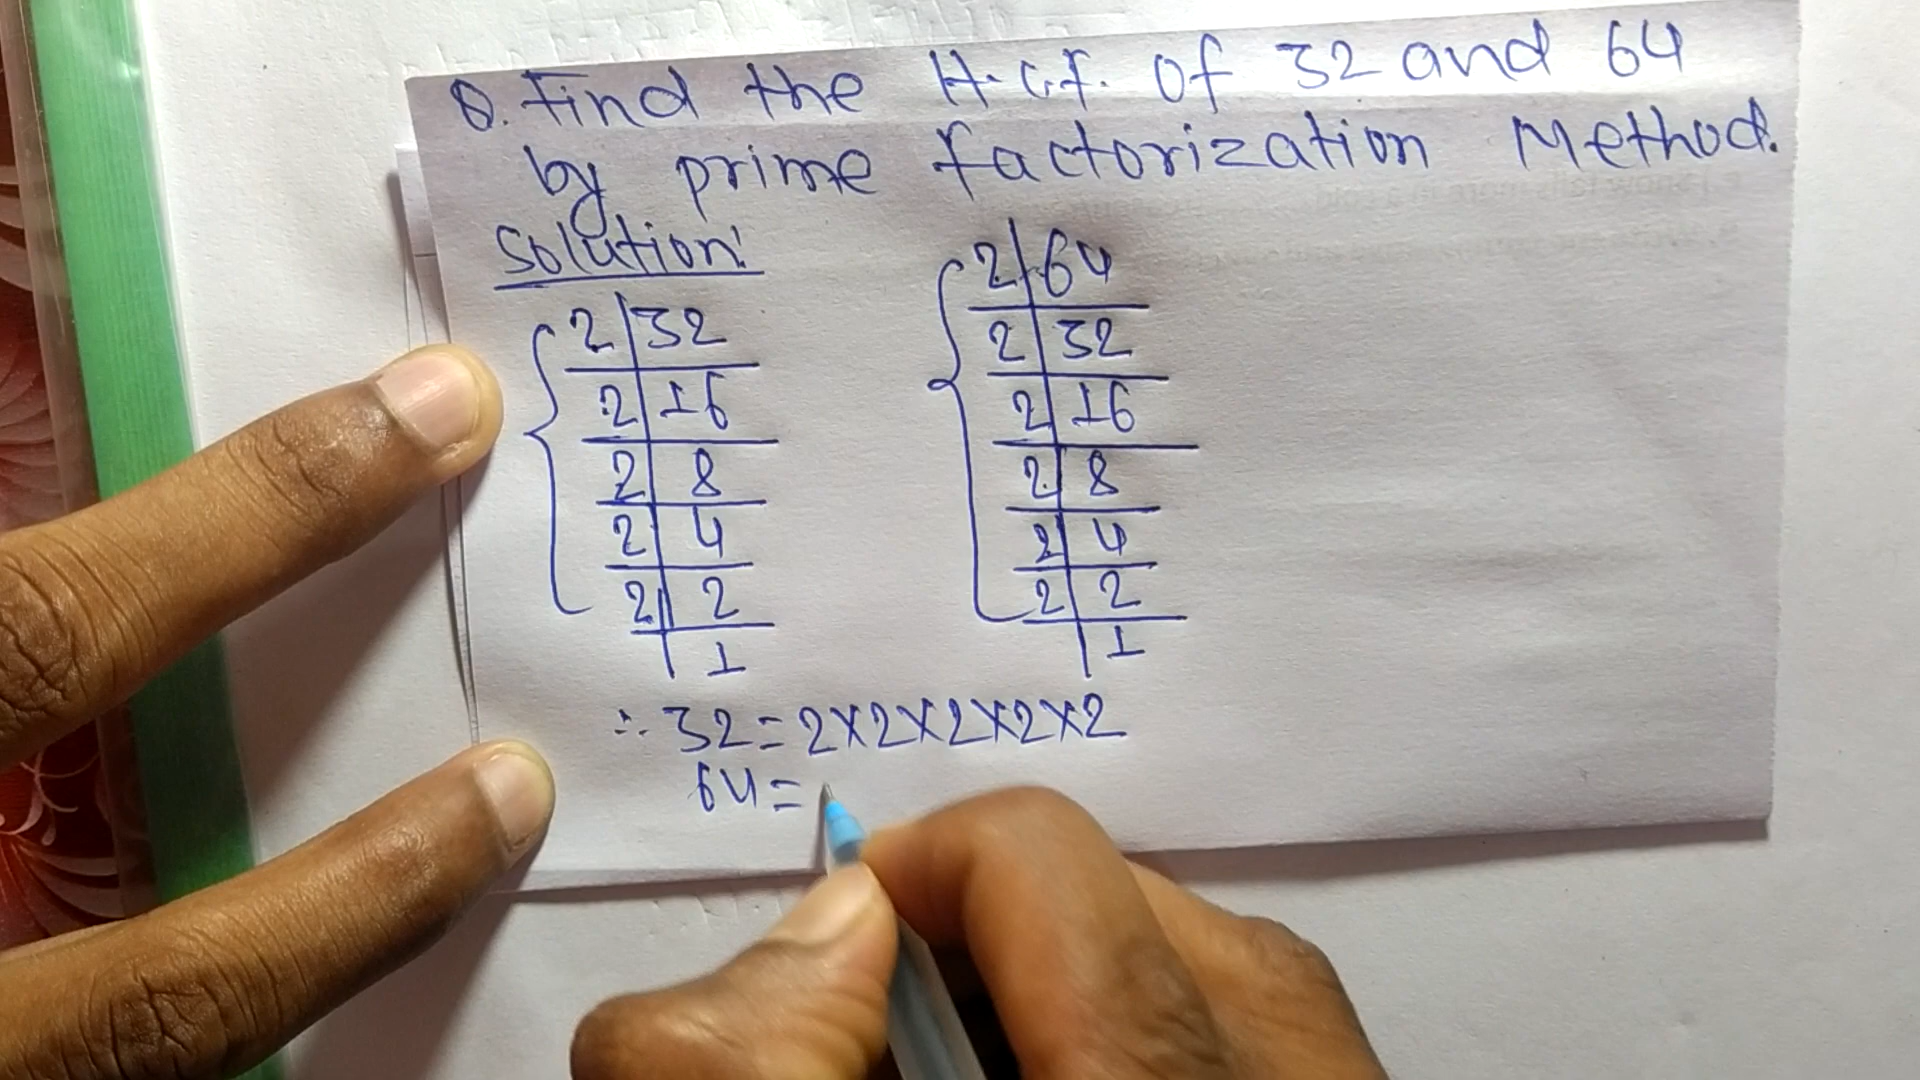 Q. Find the H.C.F. of 32 and 64
by prime factorization Method.
Solution:
2 | 32
2 | 16
2 | 8
2 | 4
2 | 2
1
2 | 64
2 | 32
2 | 16
2 | 8
2 | 4
2 | 2
1
∴ 32 = 2×2×2×2×2
64 =